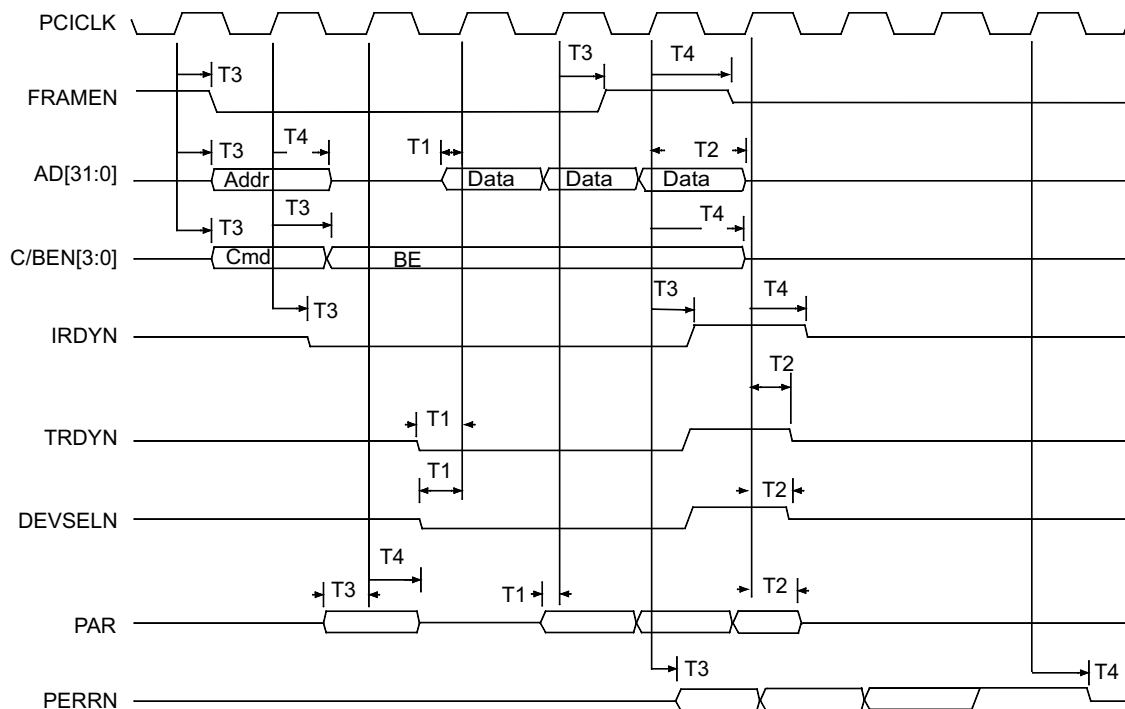 PCICLK
T3 T3 T4
FRAMEN
T3 T4 T1 T2
AD[31:0] Addr Data Data Data
T3 T3 T4
C/BEN[3:0] Cmd BE
T3 T3 T4
IRDYN
T2
T1
TRDYN
T1 T2
DEVSELN
T4
T3 T1 T2
PAR
T3 T4
PERRN